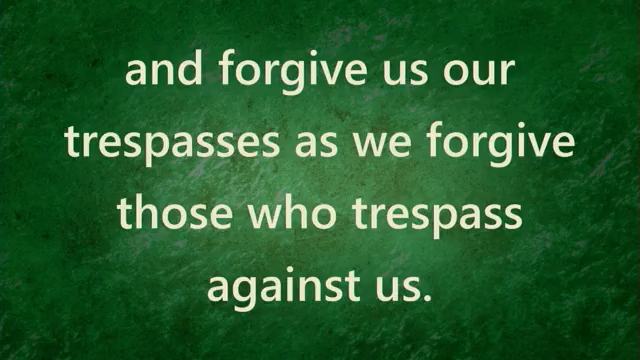 and forgive us our
trespasses as we forgive
those who trespass
against us.